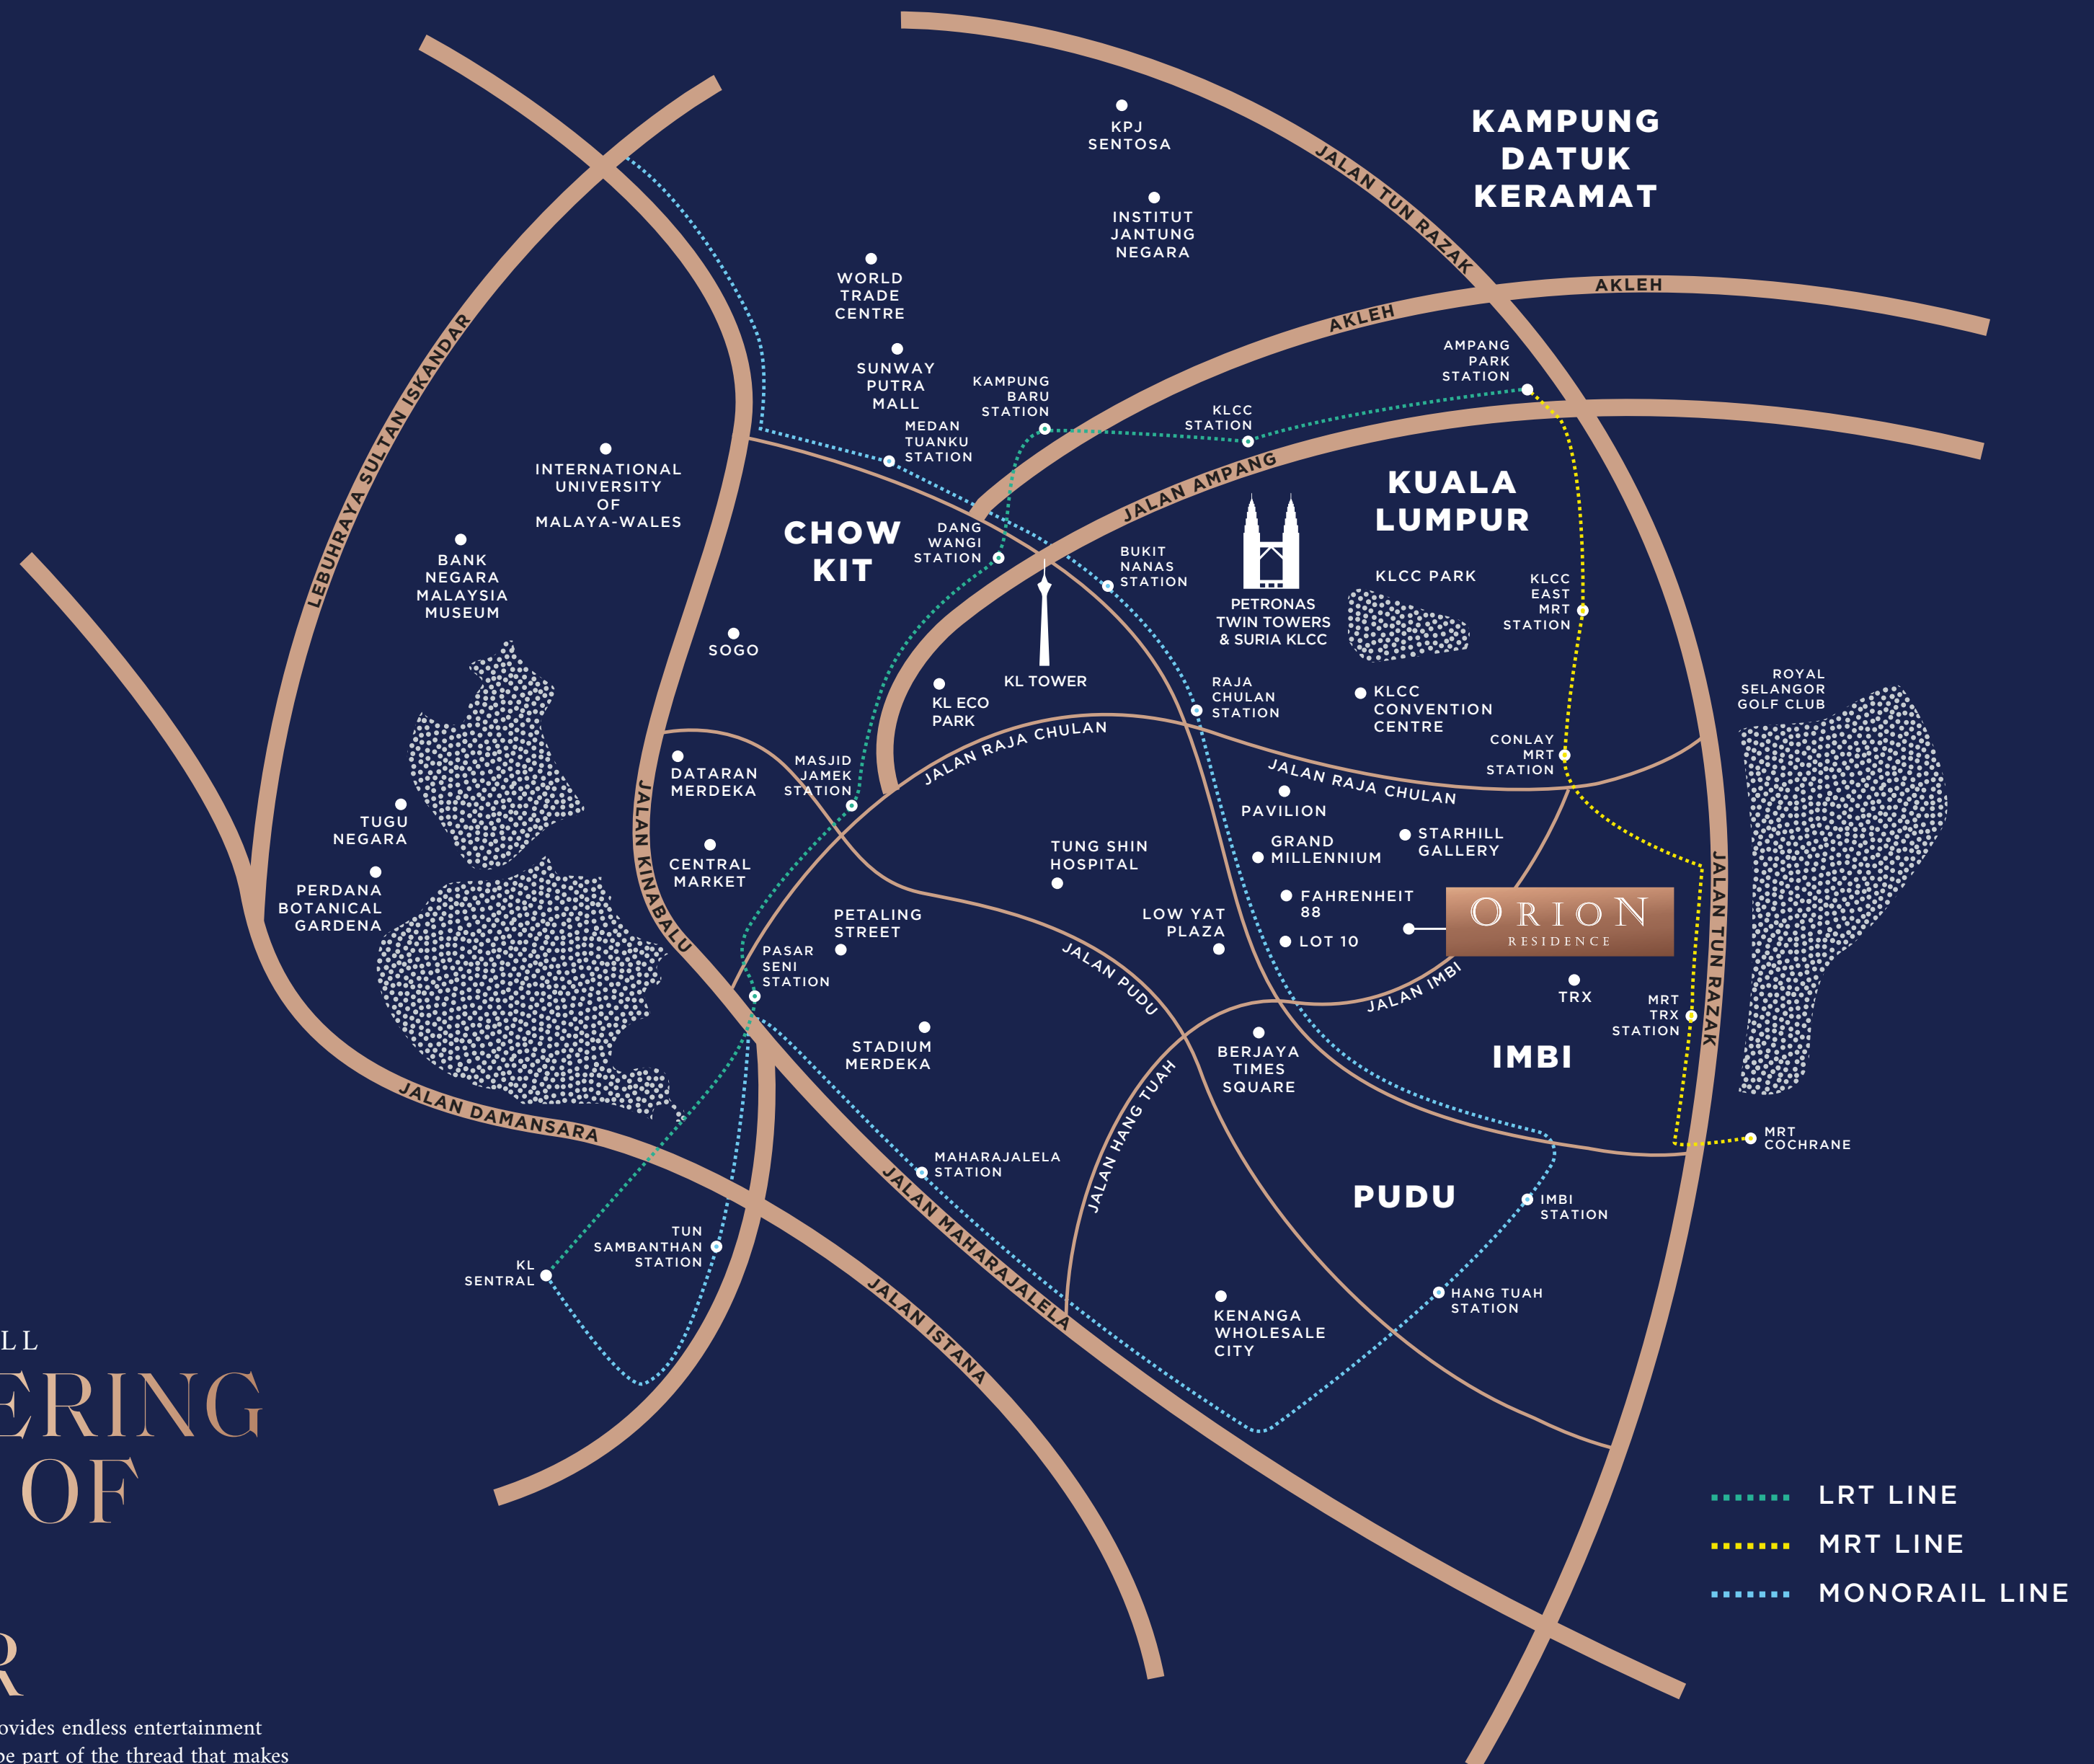 KPJ
SENTOSA
KAMPUNG
DATUK
KERAMAT
JALAN TUN RAZAK
INSTITUT
JANTUNG
NEGARA
WORLD
TRADE
CENTRE
AKLEH
AKLEH
LEBUHRAYA SULTAN ISKANDAR
SUNWAY
PUTRA
MALL
KAMPUNG
BARU
STATION
AMPANG
PARK
STATION
KLCC
STATION
MEDAN
TUANKU
STATION
INTERNATIONAL
UNIVERSITY
OF
MALAYA-WALES
JALAN AMPANG
KUALA
LUMPUR
CHOW
KIT
DANG
WANGI
STATION
BUKIT
NANAS
STATION
BANK
NEGARA
MALAYSIA
MUSEUM
PETRONAS
TWIN TOWERS
& SURIA KLCC
KLCC PARK
KLCC
EAST
MRT
STATION
SOGO
KL TOWER
KL ECO
PARK
RAJA
CHULAN
STATION
KLCC
CONVENTION
CENTRE
ROYAL
SELANGOR
GOLF CLUB
JALAN RAJA CHULAN
JALAN RAJA CHULAN
CONLAY
MRT
STATION
DATARAN
MERDEKA
MASJID
JAMEK
STATION
JALAN KINABALU
TUGU
NEGARA
PAVILION
STARHILL
GALLERY
GRAND
MILLENNIUM
CENTRAL
MARKET
TUNG SHIN
HOSPITAL
PERDANA
BOTANICAL
GARDENA
FAHRENHEIT
88
ORION
RESIDENCE
JALAN TUN RAZAK
PETALING
STREET
LOW YAT
PLAZA
LOT 10
PASAR
SENI
STATION
JALAN PUDU
JALAN IMBI
TRX
MRT
TRX
STATION
STADIUM
MERDEKA
BERJAYA
TIMES
SQUARE
IMBI
JALAN DAMANSARA
JALAN HANG TUAH
MRT
COCHRANE
MAHARAJALELA
STATION
PUDU
IMBI
STATION
JALAN MAHARAJALELA
TUN
SAMBANTHAN
STATION
KL
SENTRAL
JALAN ISTANA
HANG TUAH
STATION
KENANGA
WHOLESALE
CITY
LL
ERING
OF
R
ovides endless entertainment
be part of the thread that makes
LRT LINE
MRT LINE
MONORAIL LINE